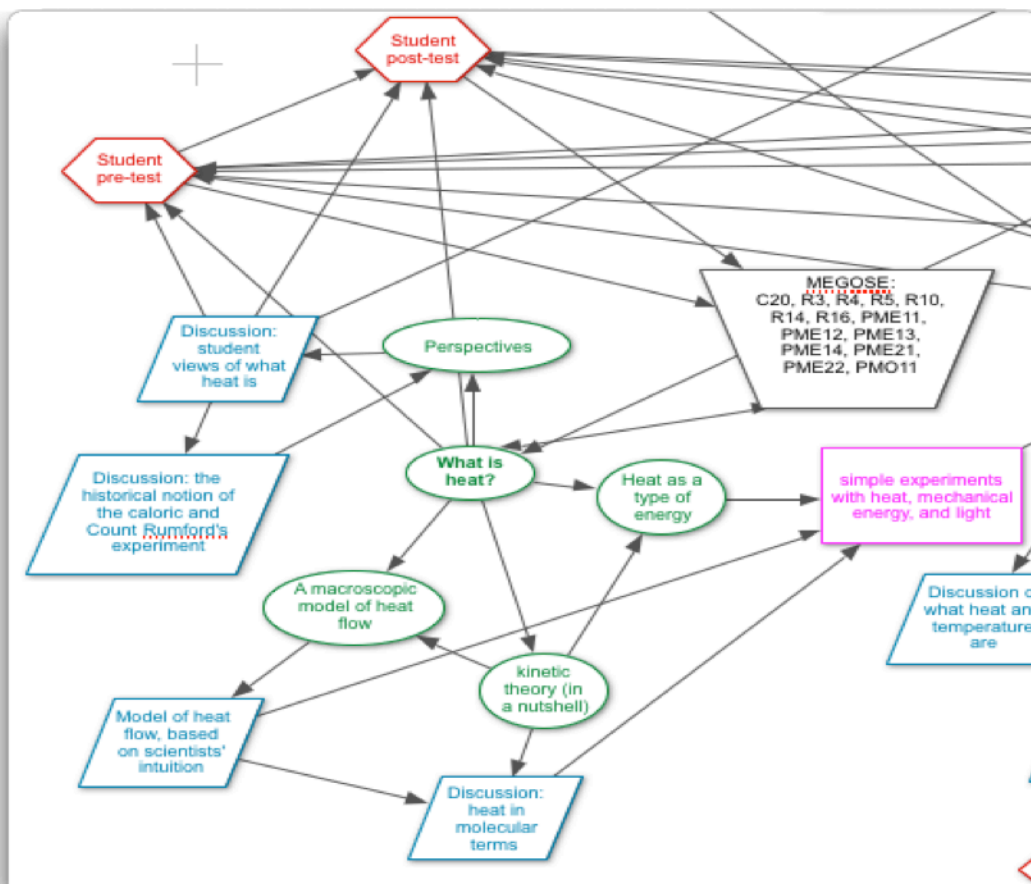 Student
post-test
Student
pre-test
MEGOSE:
C20, R3, R4, R5, R10,
R14, R16, PME11,
PME12, PME13,
PME14, PME21,
PME22, PMO11
Discussion:
student
views of what
heat is
Perspectives
What is
heat?
Heat as a
type of
energy
simple experiments
with heat, mechanical
energy, and light
Discussion: the
historical notion of
the caloric and
Count Rumford's
experiment
A macroscopic
model of heat
flow
Discussion
what heat
temperature
are
kinetic
theory (in
a nutshell)
Model of heat
flow, based
on scientists'
intuition
Discussion:
heat in
molecular
terms